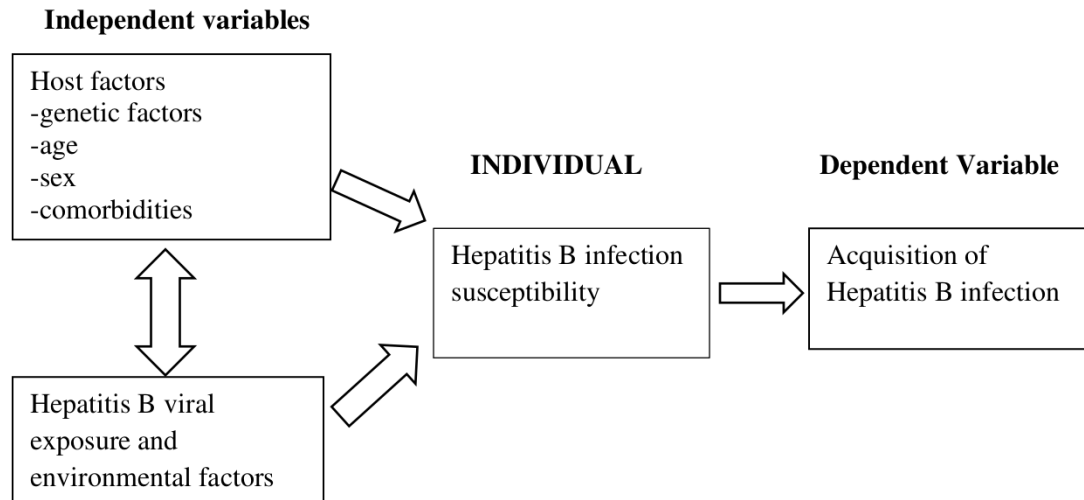 Independent variables
Host factors
-genetic factors
-age
-sex
-comorbidities
Hepatitis B viral
exposure and
environmental factors
INDIVIDUAL
Hepatitis B infection
susceptibility
Dependent Variable
Acquisition of
Hepatitis B infection